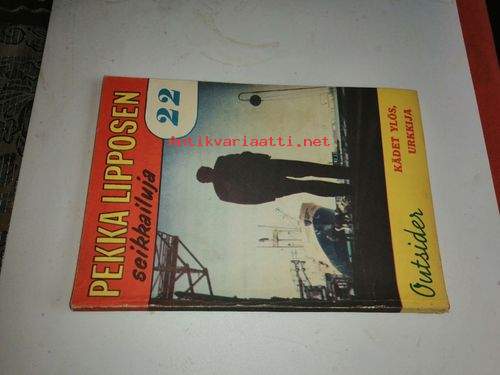 PEKKA LIPPOSEN
seikkailuja
22
Antikvariaatti.net
KÄDET YLÖS,
URKKIJA
Outsider